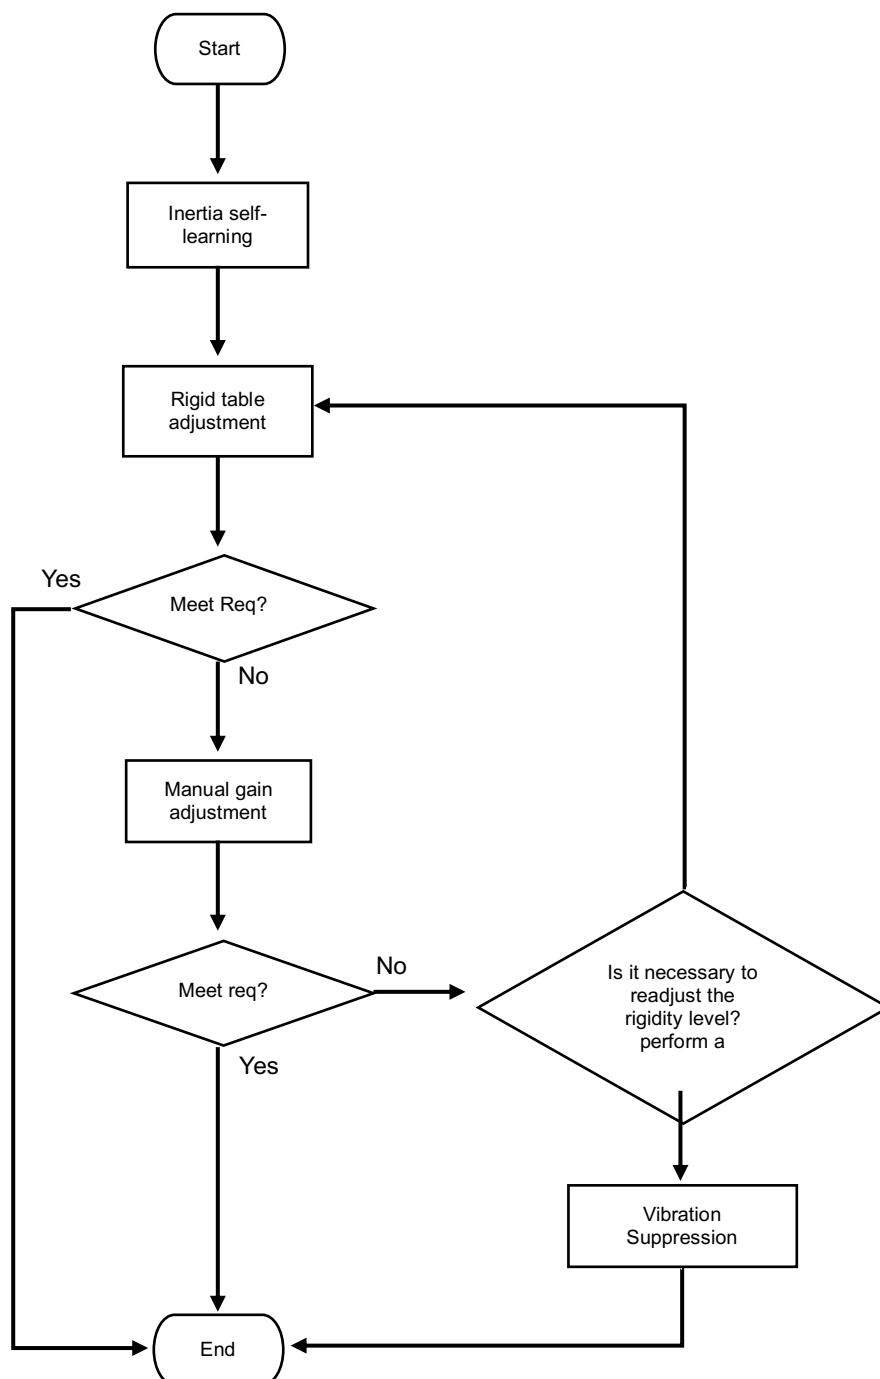 Start
Inertia self-
learning
Rigid table
adjustment
Yes
Meet Req?
No
Manual gain
adjustment
Meet req?
No
Yes
Is it necessary to
readjust the
rigidity level?
perform a
Vibration
Suppression
End